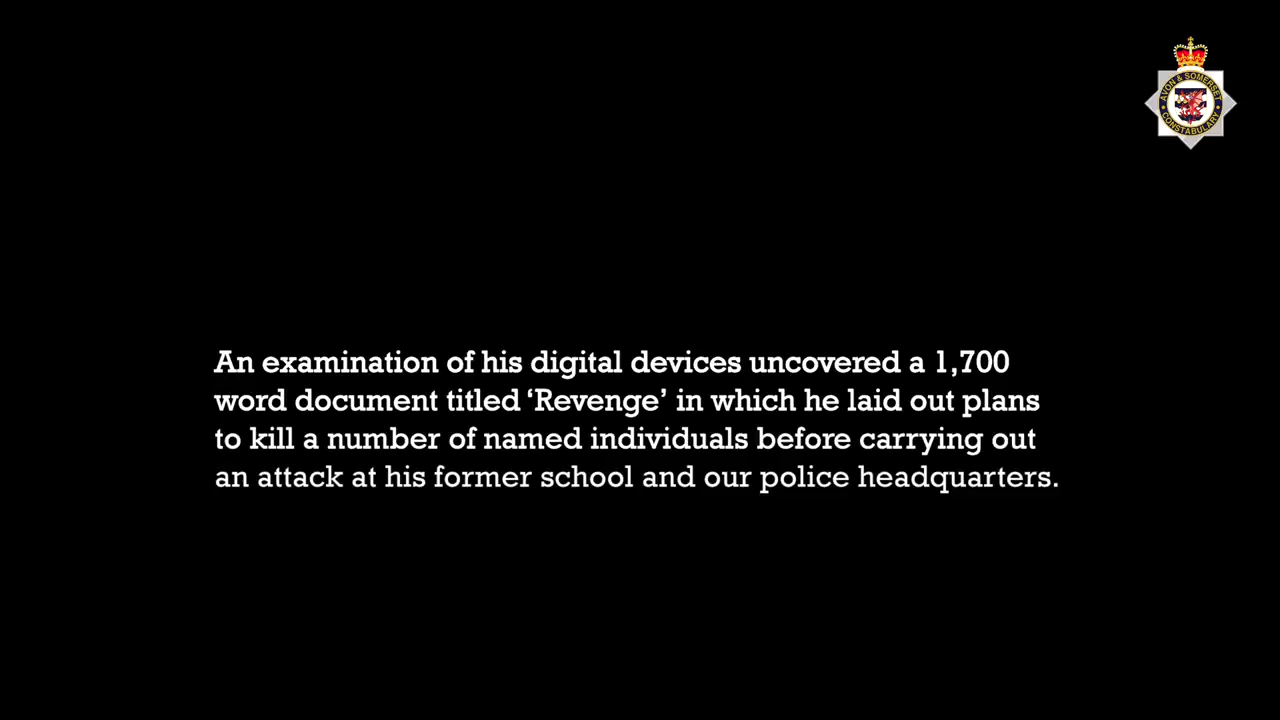 AVON & SOMERSET
CONSTABULARY
An examination of his digital devices uncovered a 1,700
word document titled ‘Revenge’ in which he laid out plans
to kill a number of named individuals before carrying out
an attack at his former school and our police headquarters.